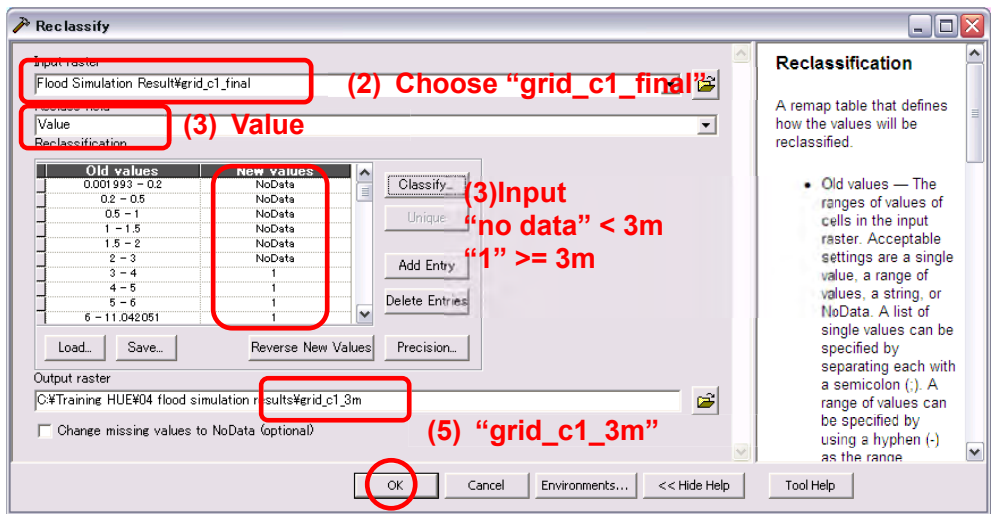 Reclassify
Input raster
Flood Simulation Result¥grid_c1_final
(2) Choose “grid_c1_final”
Value
(3) Value
Reclassification
Old values New values
0.001993 - 0.2 NoData
0.2 - 0.5 NoData
0.5 - 1 NoData
1 - 1.5 NoData
1.5 - 2 NoData
2 - 3 NoData
3 - 4 1
4 - 5 1
5 - 6 1
6 - 11.042051 1
Classify...
Unique
Add Entry
Delete Entries
(3)Input
“no data” < 3m
“1” >= 3m
Load... Save... Reverse New Values Precision...
Output raster
C:¥Training HUE¥04 flood simulation results¥grid_c1_3m
Change missing values to NoData (optional)
(5) “grid_c1_3m”
OK Cancel Environments... << Hide Help Tool Help
Reclassification
A remap table that defines
how the values will be
reclassified.
• Old values — The
ranges of values of
cells in the input
raster. Acceptable
settings are a single
value, a range of
values, a string, or
NoData. A list of
single values can be
specified by
separating each with
a semicolon (;). A
range of values can
be specified by
using a hyphen (-)
as the range